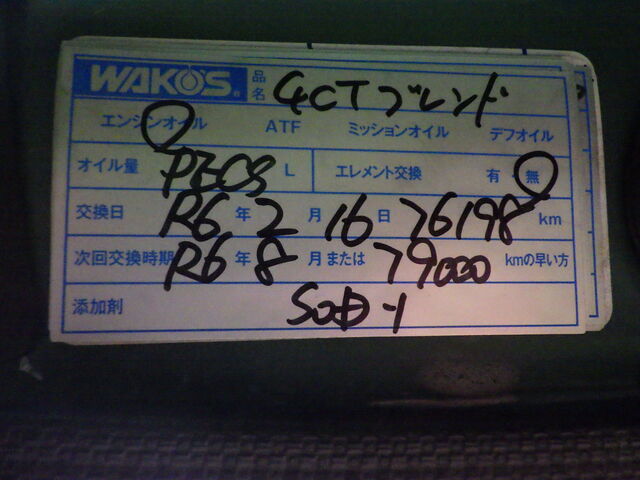 WAKO'S® 品名 4CTブレンド
エンジンオイル ATF ミッションオイル デフオイル
オイル量 PECS L エレメント交換 有 無
交換日 R6 年 2 月 16 日 76198 km
次回交換時期 R6 年 8 月または 79000 kmの早い方
添加剤 SOD-1